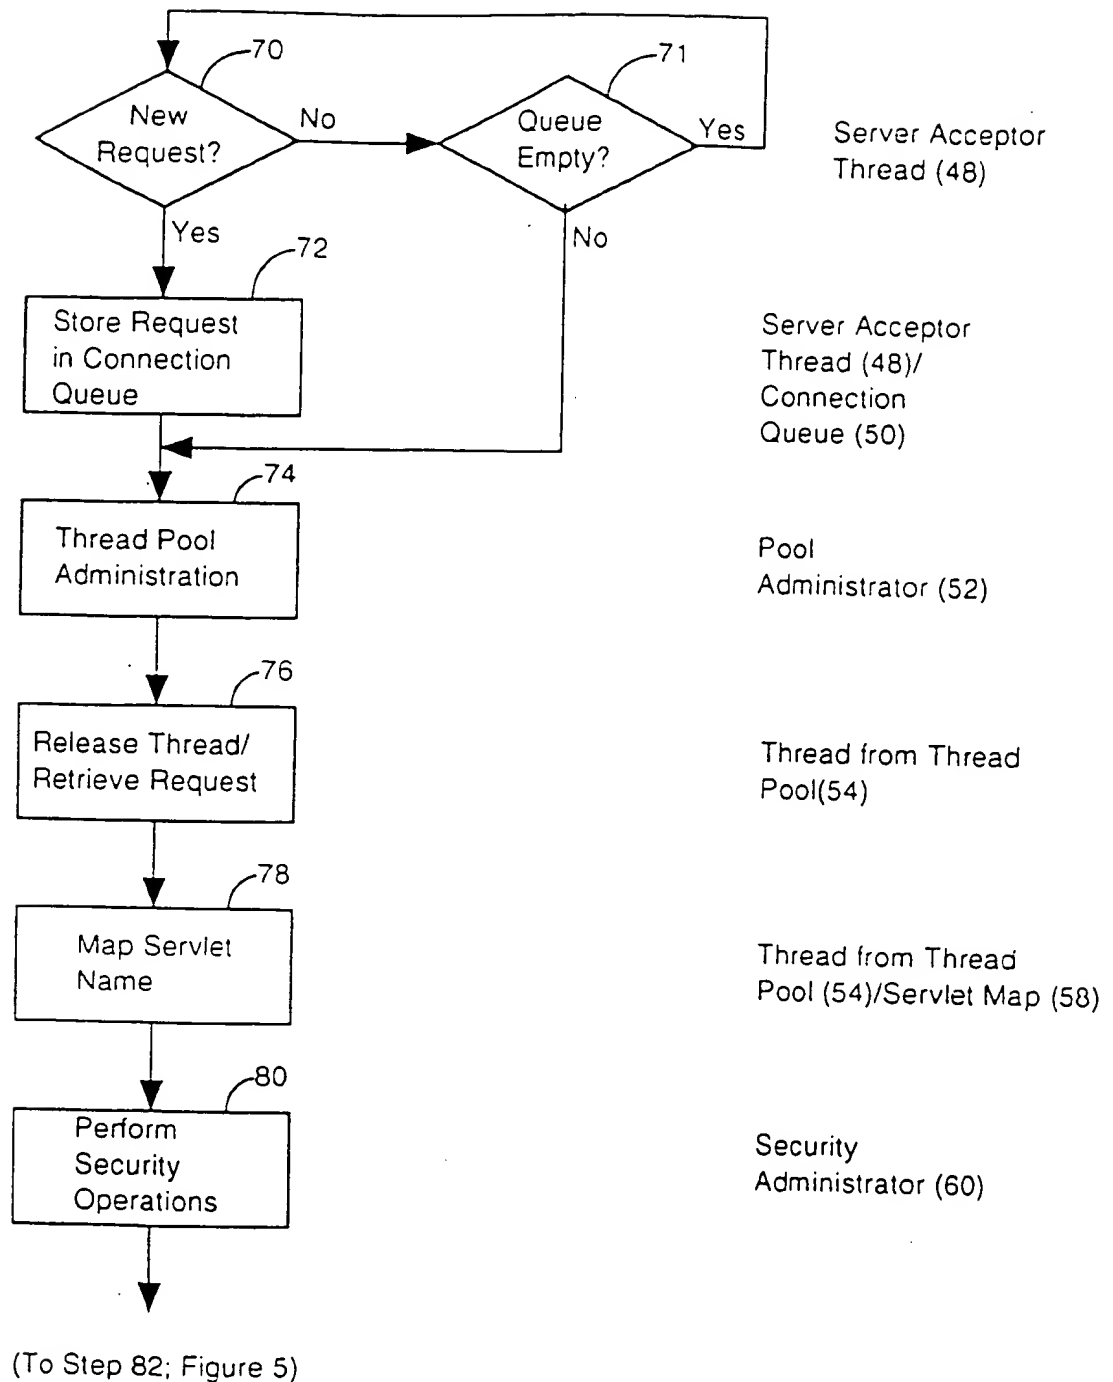 70
New
Request?
No
71
Queue
Empty?
Yes
Server Acceptor
Thread (48)
Yes
No
72
Store Request
in Connection
Queue
Server Acceptor
Thread (48)/
Connection
Queue (50)
74
Thread Pool
Administration
Pool
Administrator (52)
76
Release Thread/
Retrieve Request
Thread from Thread
Pool(54)
78
Map Servlet
Name
Thread from Thread
Pool (54)/Servlet Map (58)
80
Perform
Security
Operations
Security
Administrator (60)
(To Step 82; Figure 5)